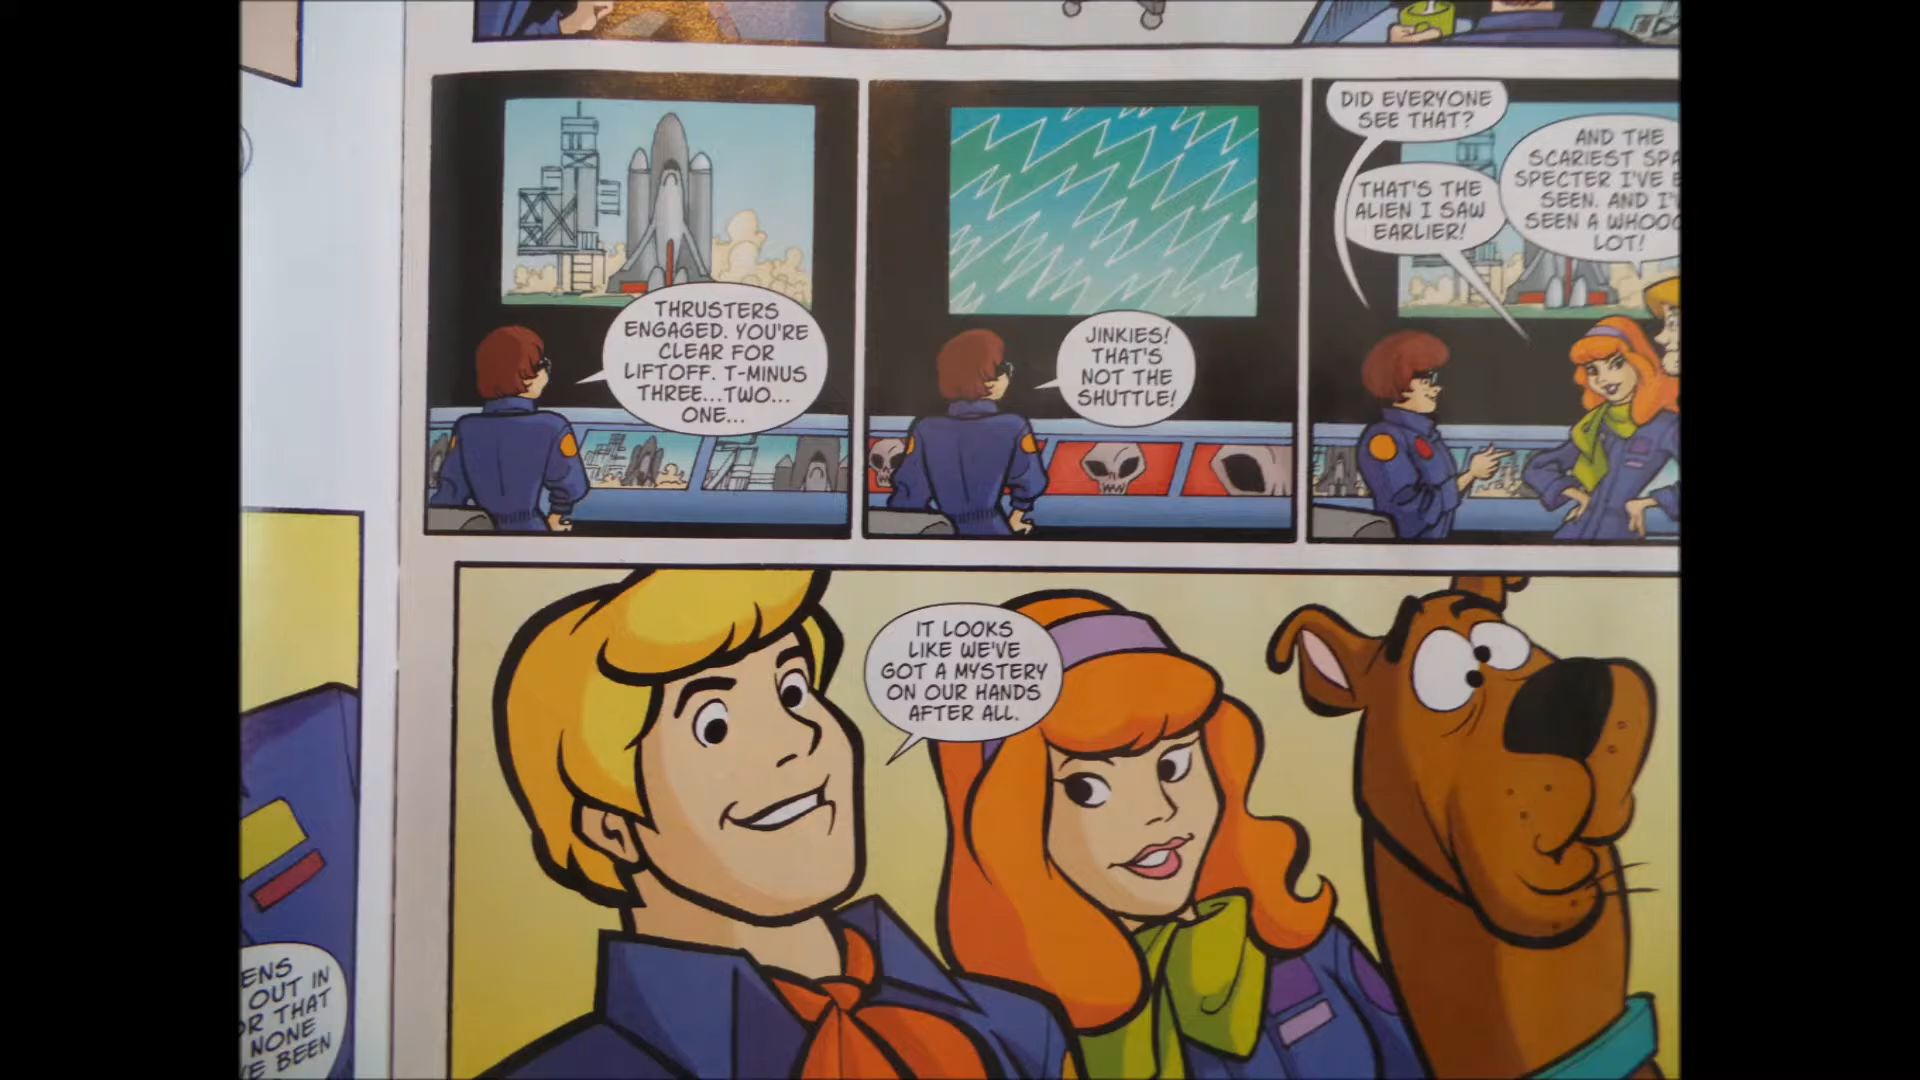 THRUSTERS
ENGAGED. YOU'RE
CLEAR FOR
LIFTOFF. T-MINUS
THREE...TWO...
ONE...
JINKIES!
THAT'S
NOT THE
SHUTTLE!
DID EVERYONE
SEE THAT?
THAT'S THE
ALIEN I SAW
EARLIER!
AND THE
SCARIEST
SPECTER I'VE
SEEN. AND
SEEN A
LOT!
IT LOOKS
LIKE WE'VE
GOT A MYSTERY
ON OUR HANDS
AFTER ALL.
OUT IN
THAT
NONE
BEEN